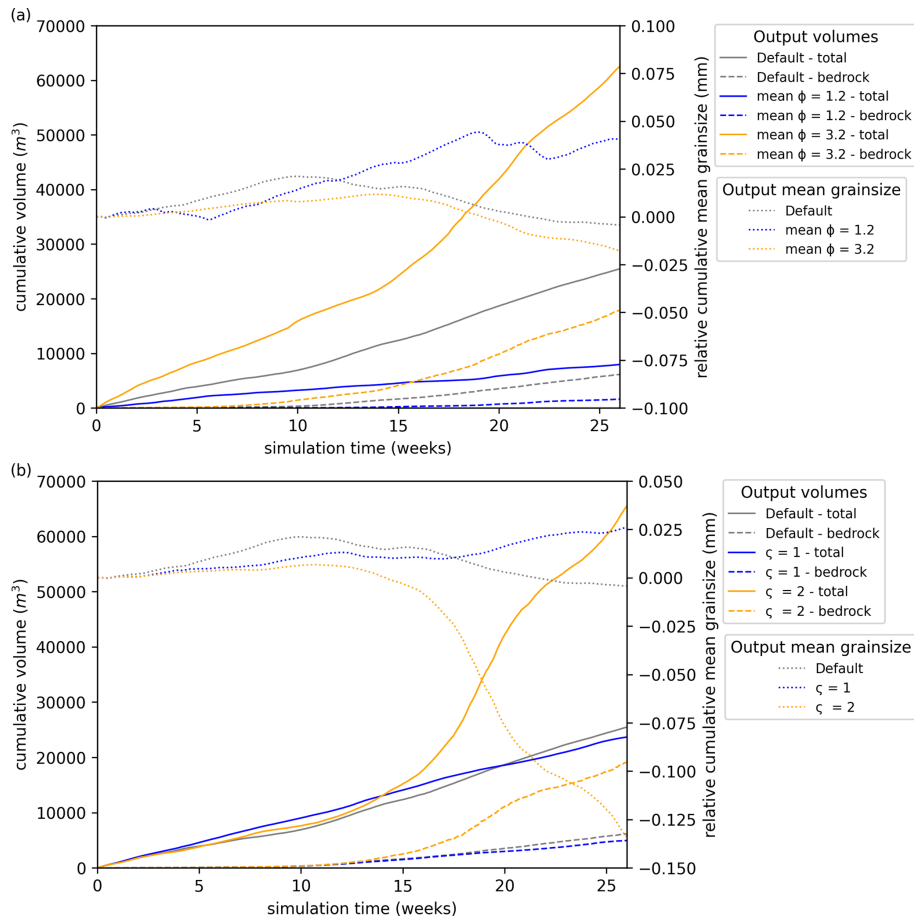 (a)
70000
60000
50000
40000
30000
20000
10000
0
cumulative volume (m³)
0 5 10 15 20 25
simulation time (weeks)
0.100
0.075
0.050
0.025
0.000
−0.025
−0.050
−0.075
−0.100
relative cumulative mean grainsize (mm)
Output volumes
Default - total
Default - bedrock
mean ϕ = 1.2 - total
mean ϕ = 1.2 - bedrock
mean ϕ = 3.2 - total
mean ϕ = 3.2 - bedrock
Output mean grainsize
Default
mean ϕ = 1.2
mean ϕ = 3.2
(b)
70000
60000
50000
40000
30000
20000
10000
0
cumulative volume (m³)
0 5 10 15 20 25
simulation time (weeks)
0.050
0.025
0.000
−0.025
−0.050
−0.075
−0.100
−0.125
−0.150
relative cumulative mean grainsize (mm)
Output volumes
Default - total
Default - bedrock
ς = 1 - total
ς = 1 - bedrock
ς = 2 - total
ς = 2 - bedrock
Output mean grainsize
Default
ς = 1
ς = 2